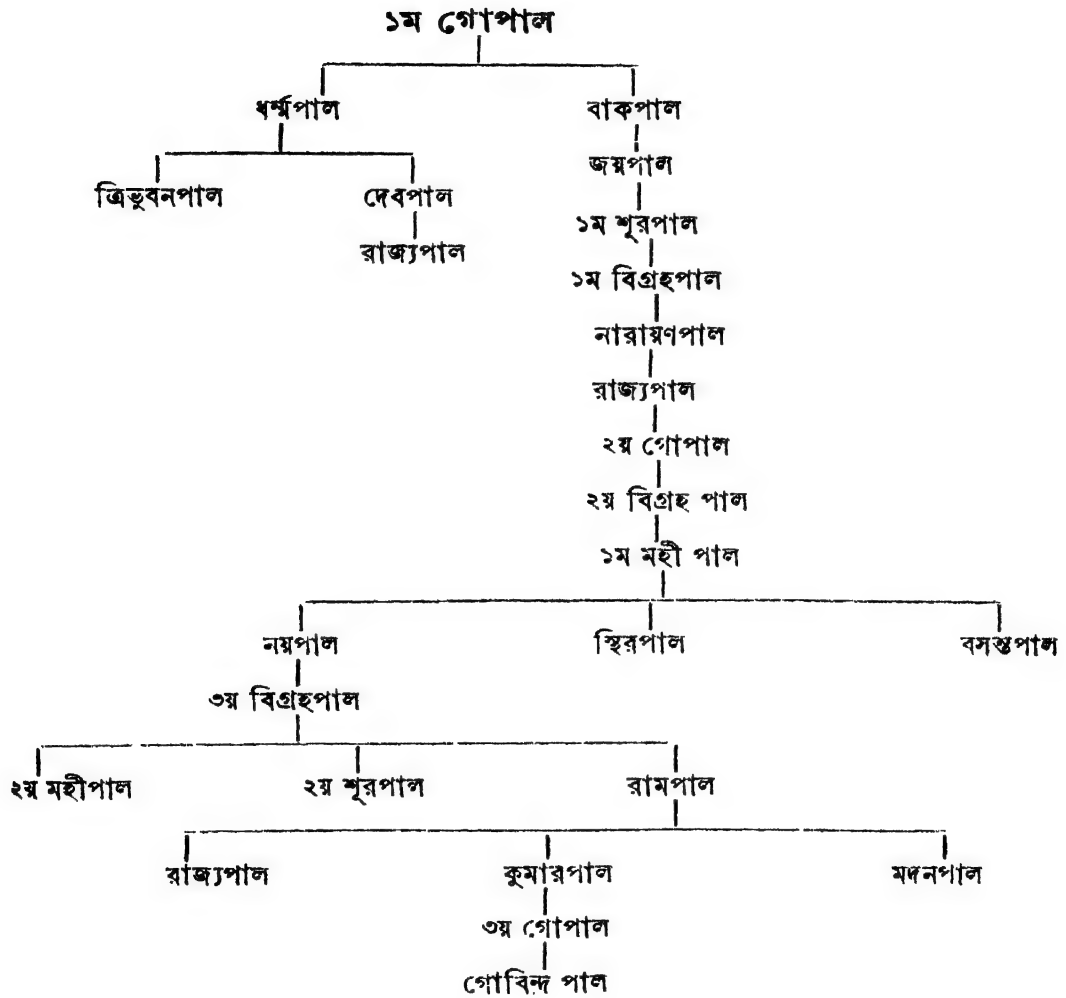 ১ম গোপাল
ধর্ম্মপাল বাকপাল
জয়পাল
ত্রিভুবনপাল দেবপাল
১ম শূরপাল
রাজ্যপাল
১ম বিগ্রহপাল
নারায়ণপাল
রাজ্যপাল
২য় গোপাল
২য় বিগ্রহ পাল
১ম মহী পাল
নয়পাল স্থিরপাল বসন্তপাল
৩য় বিগ্রহপাল
২য় মহীপাল ২য় শূরপাল রামপাল
রাজ্যপাল কুমারপাল মদনপাল
৩য় গোপাল
গোবিন্দ পাল